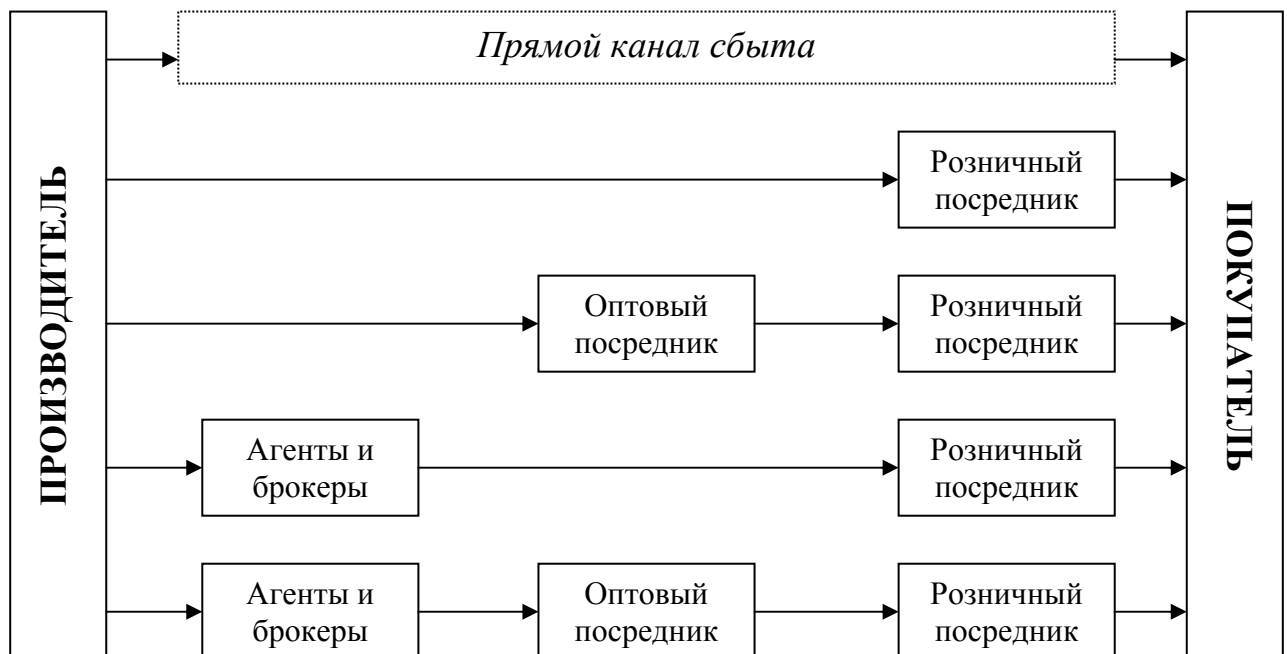 Прямой канал сбыта
ПРОИЗВОДИТЕЛЬ
ПОКУПАТЕЛЬ
Розничный
посредник
Оптовый
посредник
Розничный
посредник
Агенты и
брокеры
Розничный
посредник
Агенты и
брокеры
Оптовый
посредник
Розничный
посредник